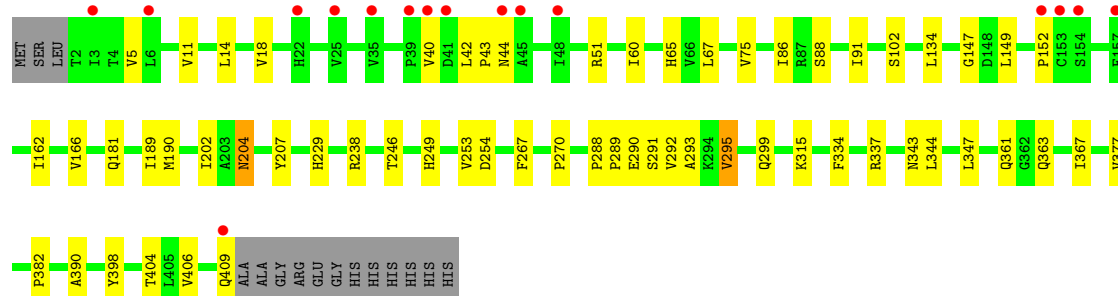 MET SER LEU T2 I3 T4 V5 L6 V11 L14 V18 H22 V25 V35 P39 V40 D41 L42 P43 N44 A45 I48 R51 I60 H65 V66 L67 V75 I86 R87 S88 I91 S102 L134 G147 D148 L149 P152 C153 S154 E157
I162 V166 Q181 I189 M190 I202 A203 N204 Y207 H229 R238 T246 H249 V253 D254 F267 P270 P288 P289 E290 S291 V292 A293 K294 V295 Q299 K315 F334 R337 N343 L344 L347 Q361 G362 Q363 I367
P382 A390 Y398 T404 L405 V406 Q409 ALA ALA GLY ARG GLU GLY HIS HIS HIS HIS HIS HIS